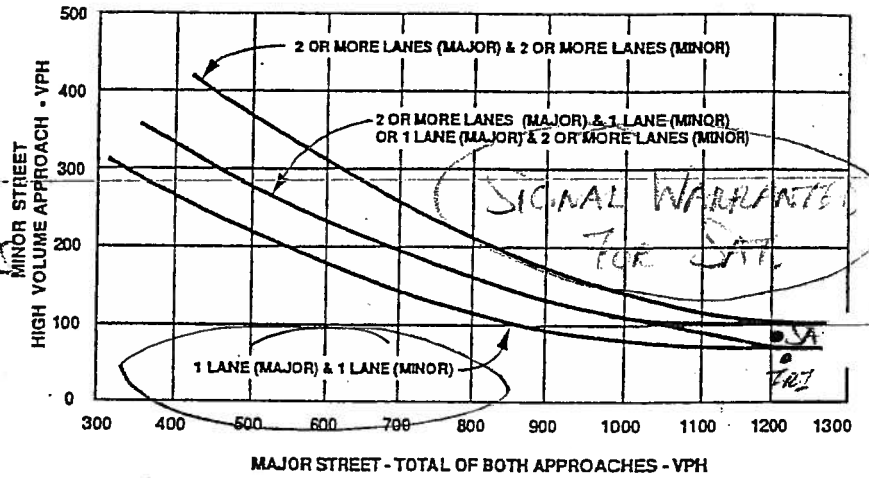 500
400
300
200
100
0
MINOR STREET
HIGH VOLUME APPROACH - VPH
2 OR MORE LANES (MAJOR) & 2 OR MORE LANES (MINOR)
2 OR MORE LANES (MAJOR) & 1 LANE (MINOR)
OR 1 LANE (MAJOR) & 2 OR MORE LANES (MINOR)
SIGNAL WARRANTED
FOR SAT.
1 LANE (MAJOR) & 1 LANE (MINOR)
300 400 500 600 700 800 900 1000 1100 1200 1300
MAJOR STREET - TOTAL OF BOTH APPROACHES - VPH